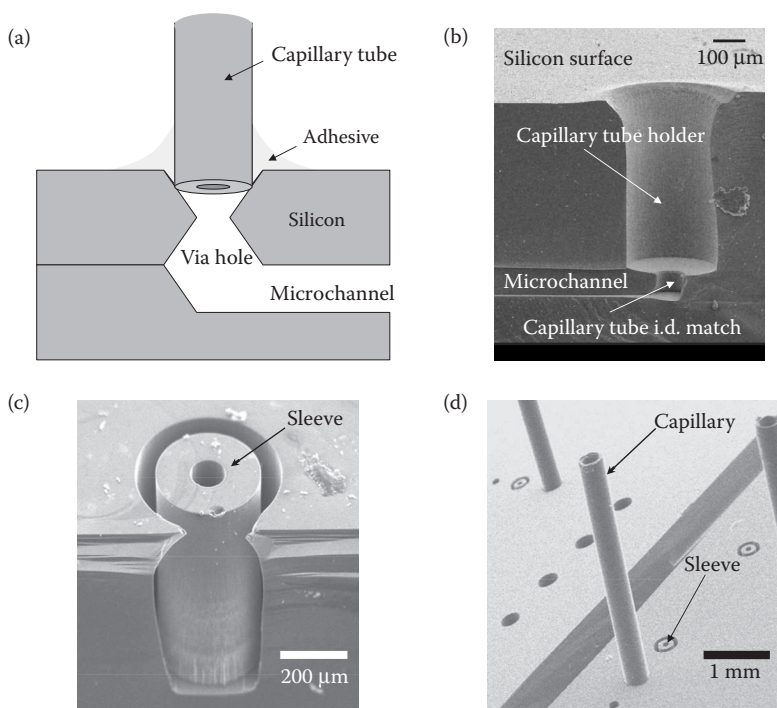 (a)
Capillary tube
Adhesive
Silicon
Via hole
Microchannel
(b)
Silicon surface
100 μm
Capillary tube holder
Microchannel
Capillary tube i.d. match
(c)
Sleeve
200 μm
(d)
Capillary
Sleeve
1 mm